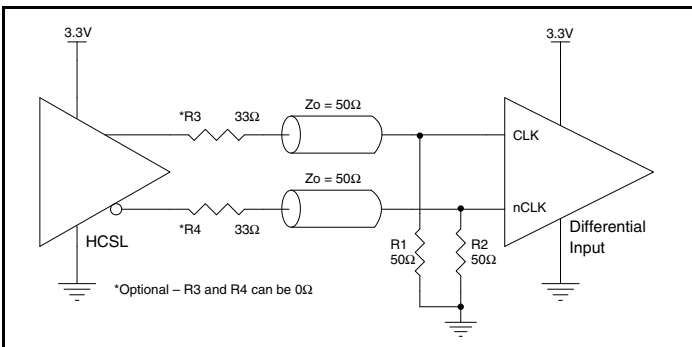 3.3V
3.3V
*R3 33Ω
Zo = 50Ω
CLK
Zo = 50Ω
nCLK
*R4 33Ω
HCSL
R1
50Ω
R2
50Ω
Differential
Input
*Optional – R3 and R4 can be 0Ω